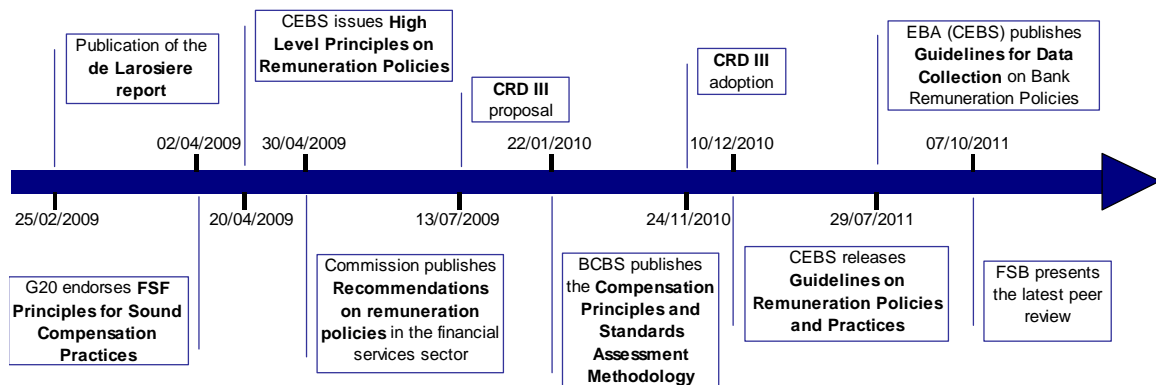 Publication of the
de Larosiere
report
CEBS issues High
Level Principles on
Remuneration Policies
CRD III
proposal
CRD III
adoption
EBA (CEBS) publishes
Guidelines for Data
Collection on Bank
Remuneration Policies
02/04/2009
30/04/2009
22/01/2010
10/12/2010
07/10/2011
25/02/2009
20/04/2009
13/07/2009
24/11/2010
29/07/2011
G20 endorses FSF
Principles for Sound
Compensation
Practices
Commission publishes
Recommendations
on remuneration
policies in the financial
services sector
BCBS publishes
the Compensation
Principles and
Standards
Assessment
Methodology
CEBS releases
Guidelines on
Remuneration Policies
and Practices
FSB presents
the latest peer
review